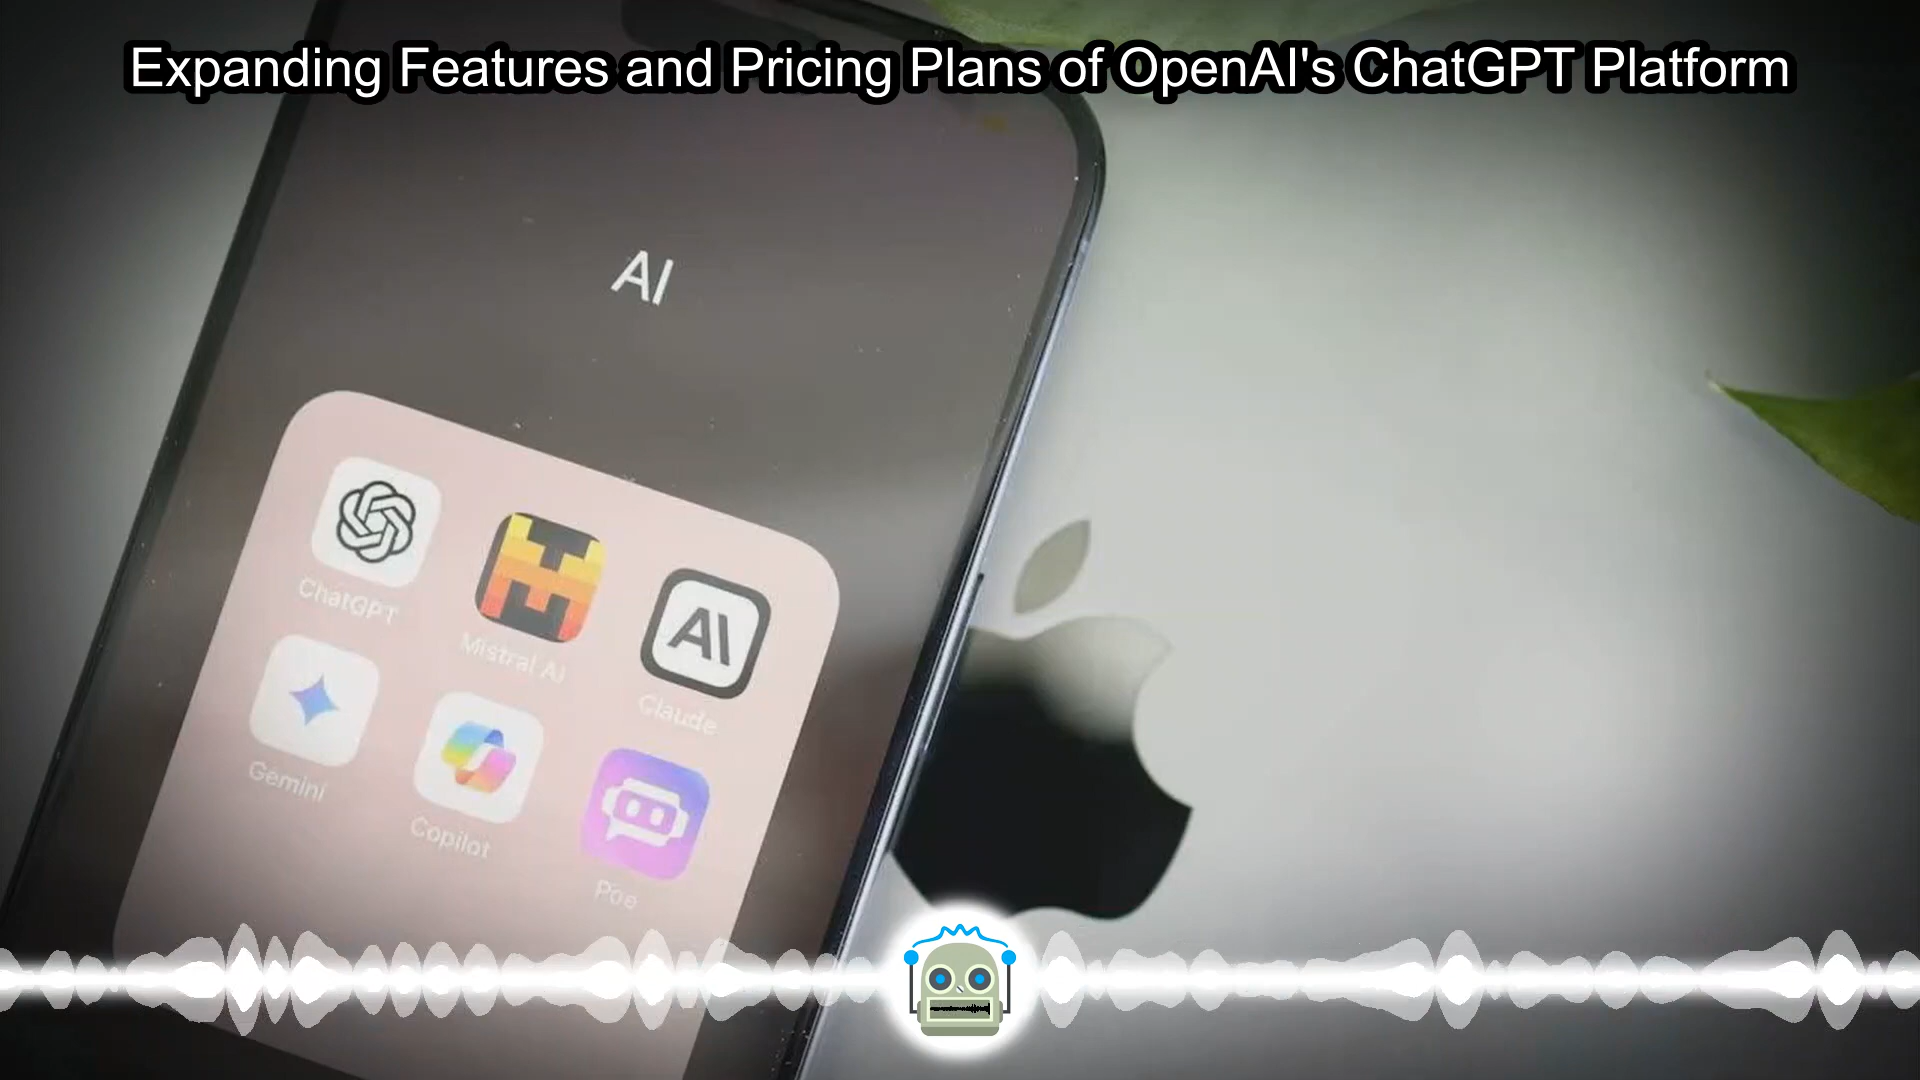 Expanding Features and Pricing Plans of OpenAI's ChatGPT Platform
AI
ChatGPT
Mistral AI
AI
Claude
Gemini
Copilot
Poe